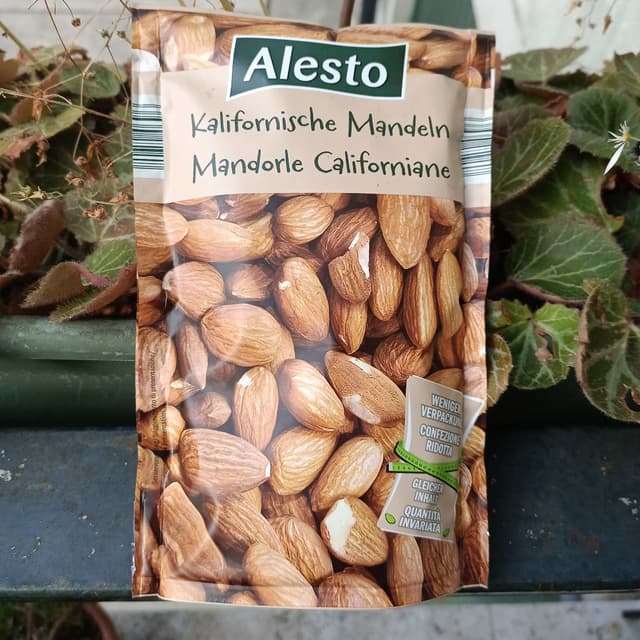 Alesto
Kalifornische Mandeln
Mandorle Californiane
WENIGER
VERPACKUNG
CONFEZIONE
RIDOTTA
GLEICHER
INHALT
QUANTITÀ
INVARIATA